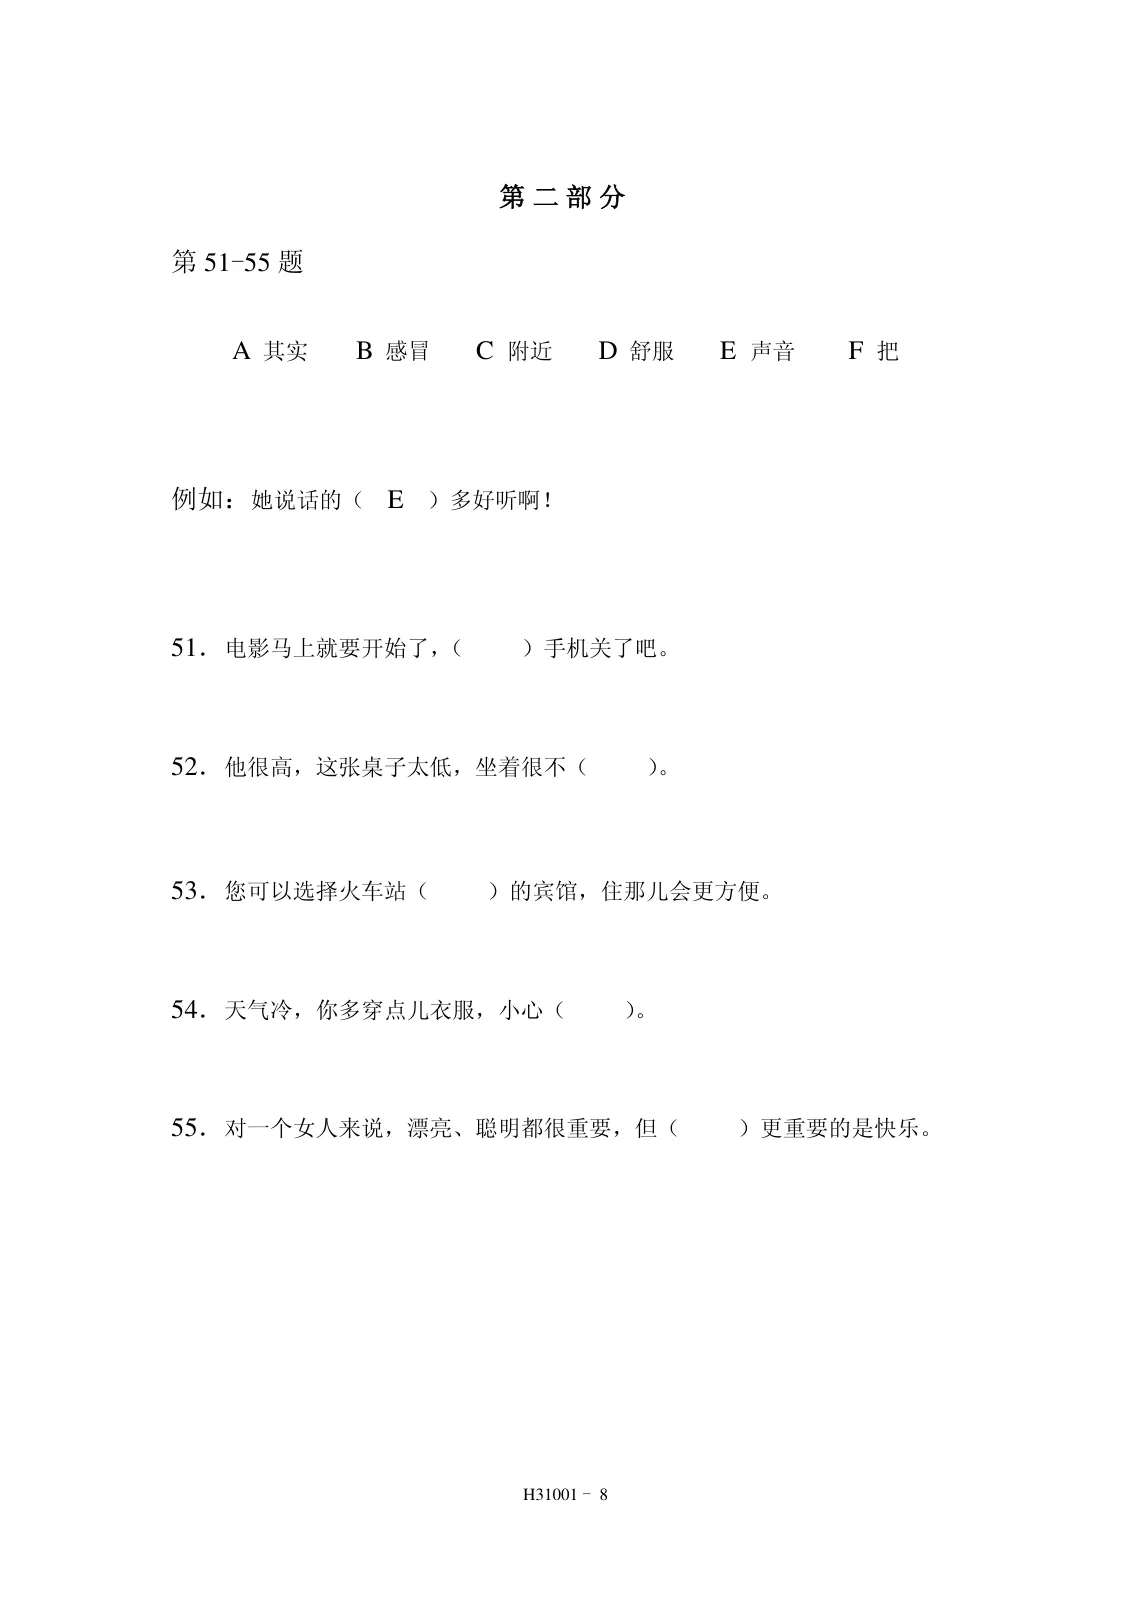 第二部分
第 51-55 题
A 其实 B 感冒 C 附近 D 舒服 E 声音 F 把
例如：她说话的（ E ）多好听啊！
51．电影马上就要开始了，（ ）手机关了吧。
52．他很高，这张桌子太低，坐着很不（ ）。
53．您可以选择火车站（ ）的宾馆，住那儿会更方便。
54．天气冷，你多穿点儿衣服，小心（ ）。
55．对一个女人来说，漂亮、聪明都很重要，但（ ）更重要的是快乐。
H31001 - 8